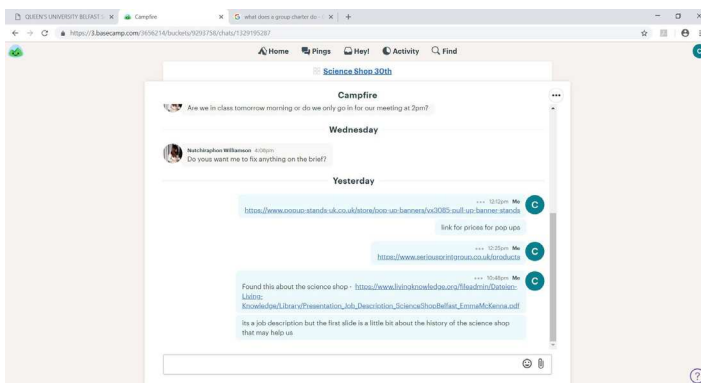 QUEEN'S UNIVERSITY BELFAST
Campfire
what does a group charter do -
https://3.basecamp.com/3656214/buckets/9293758/chats/1329195287
Home Pings Hey! Activity Find
Science Shop 30th
Campfire
Are we in class tomorrow morning or do we only go in for our meeting at 2pm?
Wednesday
Nutchiraphon Williamson 4:08pm
Do yous want me to fix anything on the brief?
Yesterday
12:12pm Me
C
https://www.popup-stands-uk.co.uk/store/pop-up-banners/vx3085-pull-up-banner-stands
link for prices for pop ups
12:25pm Me
C
https://www.seriousprintgroup.co.uk/products
10:48pm Me
C
Found this about the science shop - https://www.livingknowledge.org/fileadmin/Dateien-
Living-
Knowledge/Library/Presentation_Job_Description_ScienceShopBelfast_EmmaMcKenna.pdf
its a job description but the first slide is a little bit about the history of the science shop
that may help us
?